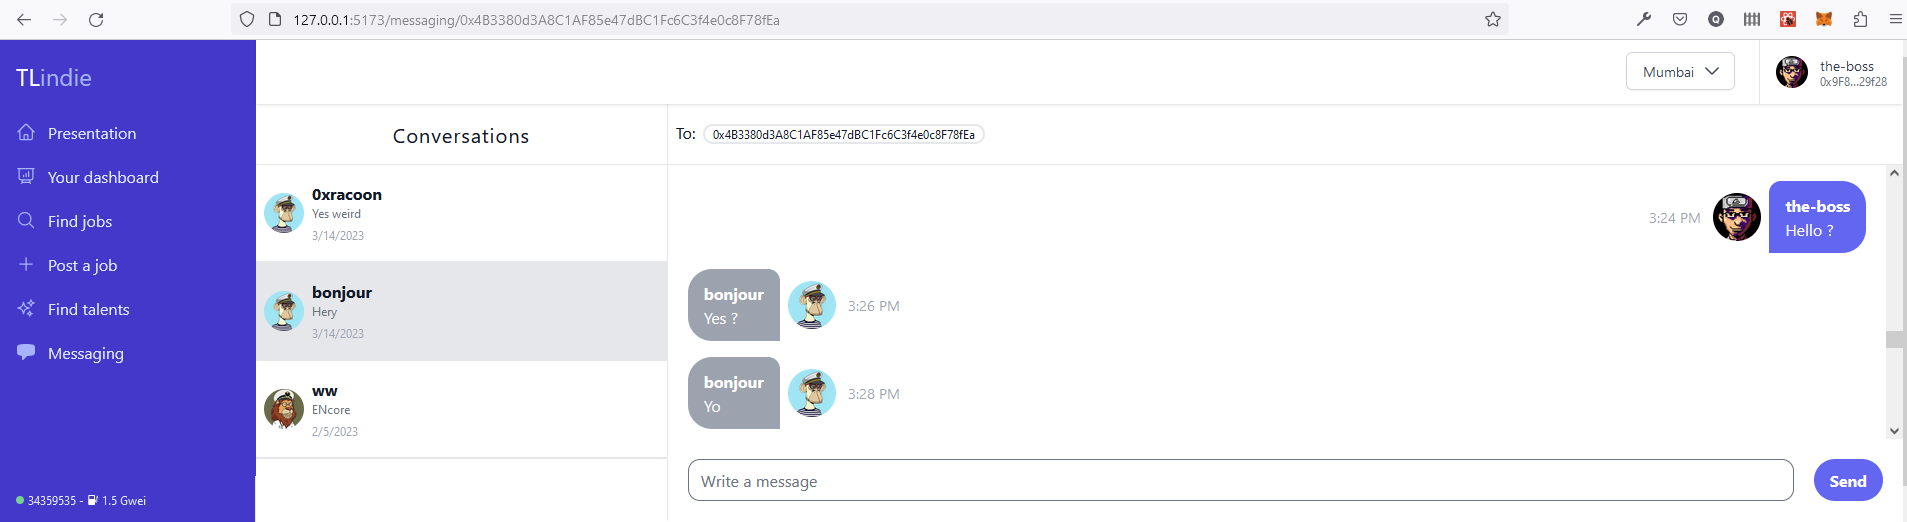 127.0.0.1:5173/messaging/0x4B3380d3A8C1AF85e47dBC1Fc6C3f4e0c8F78fEa
TLindie
Presentation
Your dashboard
Find jobs
Post a job
Find talents
Messaging
34359535 - 1.5 Gwei
Mumbai
the-boss
0x9F8...29f28
Conversations
0xracoon
Yes weird
3/14/2023
bonjour
Hery
3/14/2023
ww
ENcore
2/5/2023
To: 0x4B3380d3A8C1AF85e47dBC1Fc6C3f4e0c8F78fEa
3:24 PM
the-boss
Hello ?
bonjour
Yes ?
3:26 PM
bonjour
Yo
3:28 PM
Write a message
Send